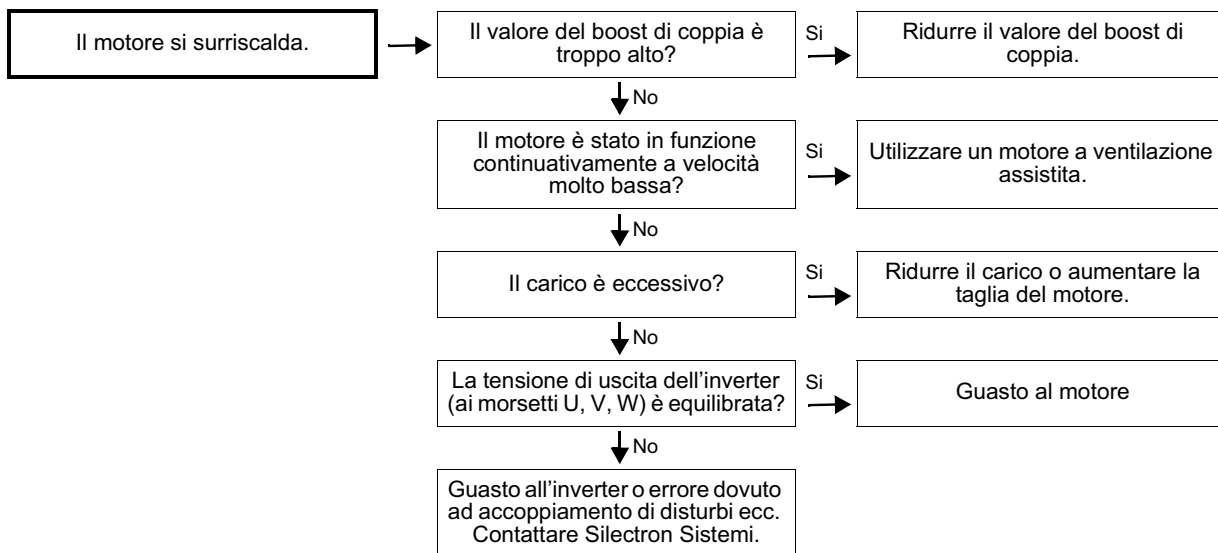 Il motore si surriscalda.
Il valore del boost di coppia è
troppo alto?
Si
Ridurre il valore del boost di
coppia.
No
Il motore è stato in funzione
continuativamente a velocità
molto bassa?
Si
Utilizzare un motore a ventilazione
assistita.
No
Il carico è eccessivo?
Si
Ridurre il carico o aumentare la
taglia del motore.
No
La tensione di uscita dell’inverter
(ai morsetti U, V, W) è equilibrata?
Si
Guasto al motore
No
Guasto all’inverter o errore dovuto
ad accoppiamento di disturbi ecc.
Contattare Silectron Sistemi.